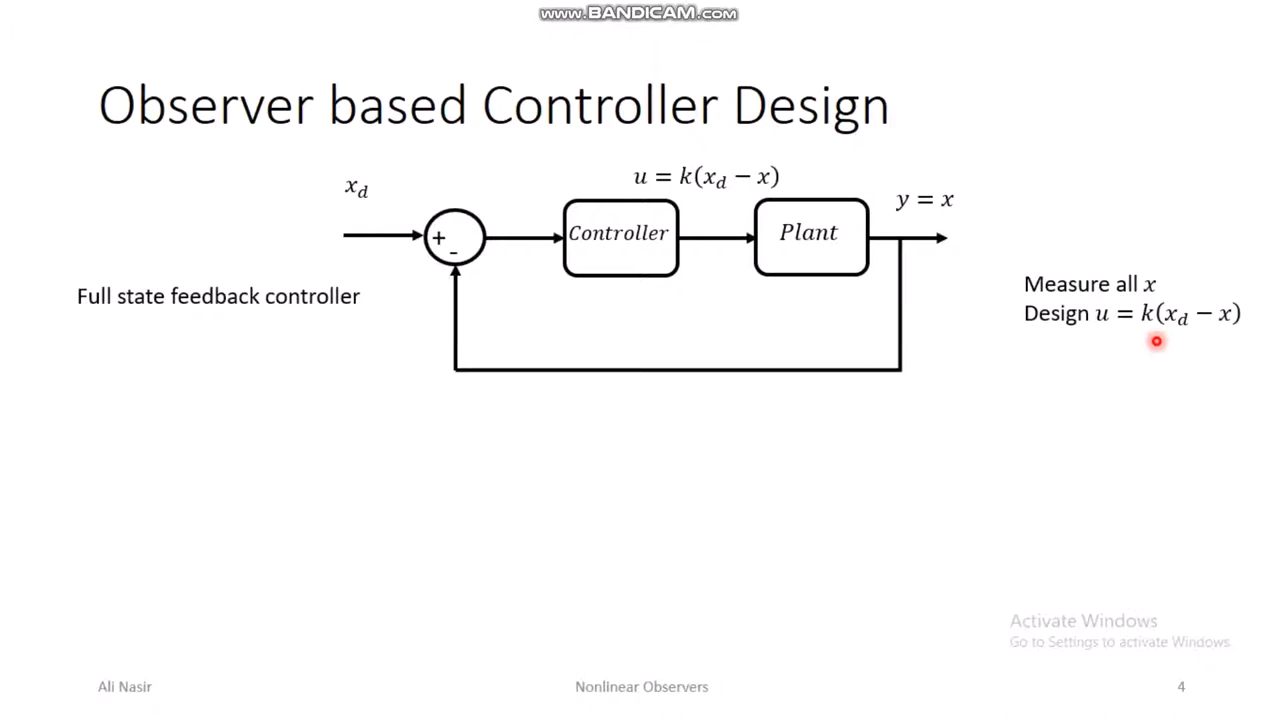 www.BANDICAM.com
Observer based Controller Design
x_d
u = k(x_d − x)
y = x
+
-
Controller
Plant
Full state feedback controller
Measure all x
Design u = k(x_d − x)
Activate Windows
Go to Settings to activate Windows.
Ali Nasir
Nonlinear Observers
4